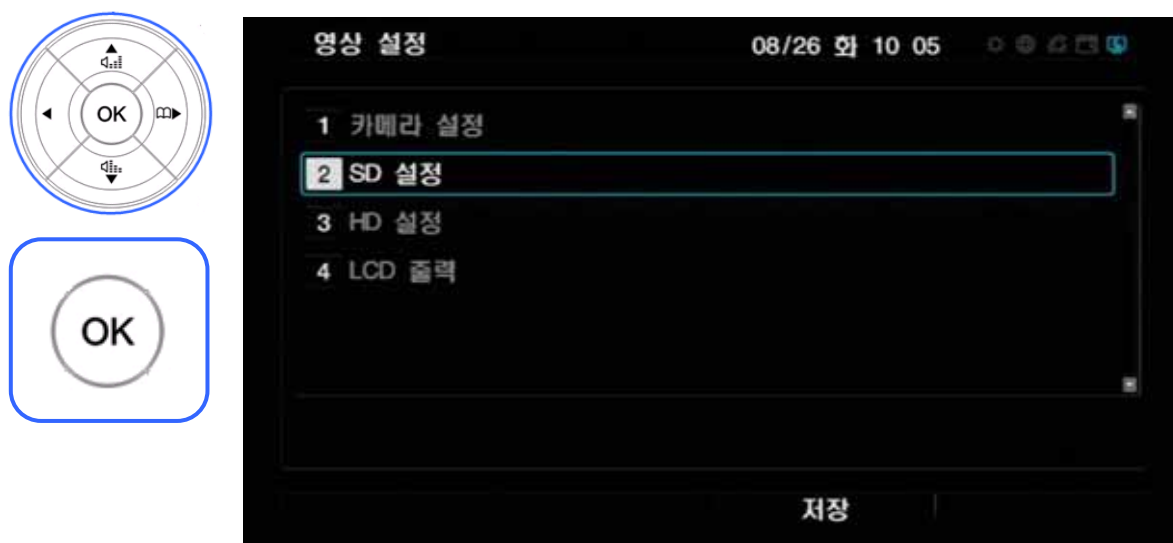 OK
OK
영상 설정 08/26 화 10 05
1 카메라 설정
2 SD 설정
3 HD 설정
4 LCD 출력
저장